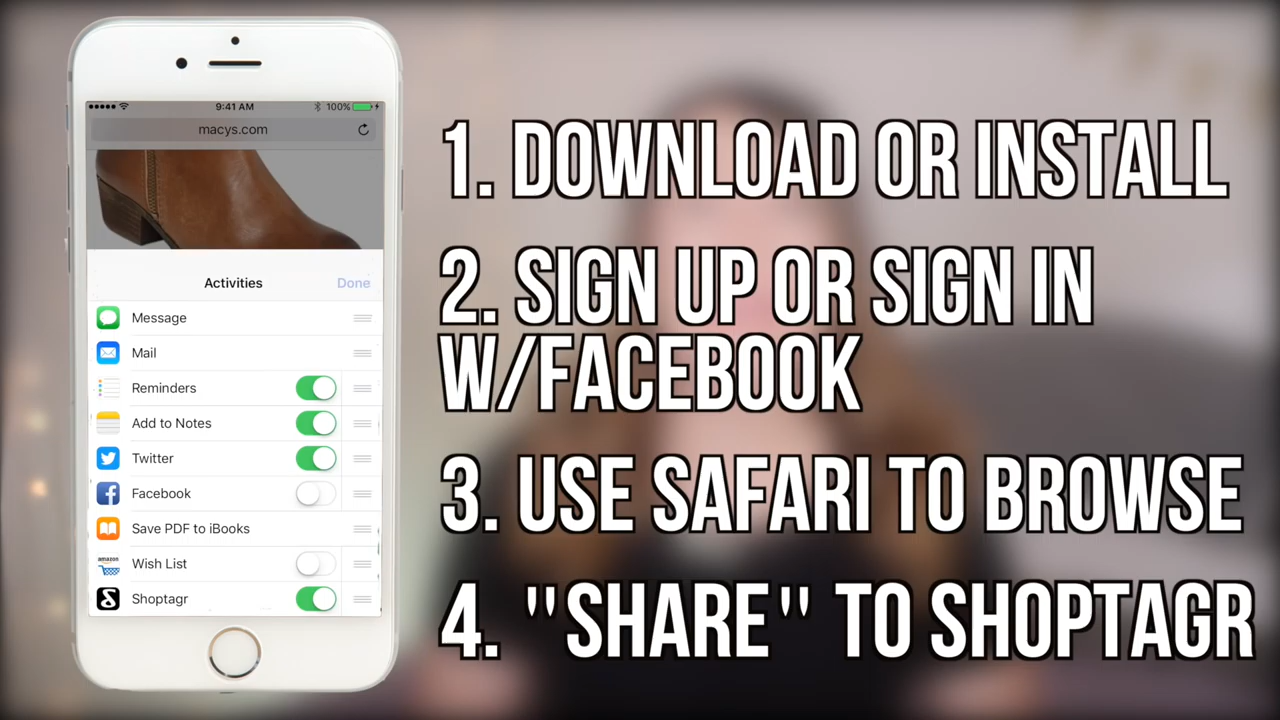 9:41 AM
100%
macys.com
Activities
Done
Message
Mail
Reminders
Add to Notes
Twitter
Facebook
Save PDF to iBooks
amazon
Wish List
Shoptagr
1. DOWNLOAD OR INSTALL
2. SIGN UP OR SIGN IN
W/FACEBOOK
3. USE SAFARI TO BROWSE
4. "SHARE" TO SHOPTAGR